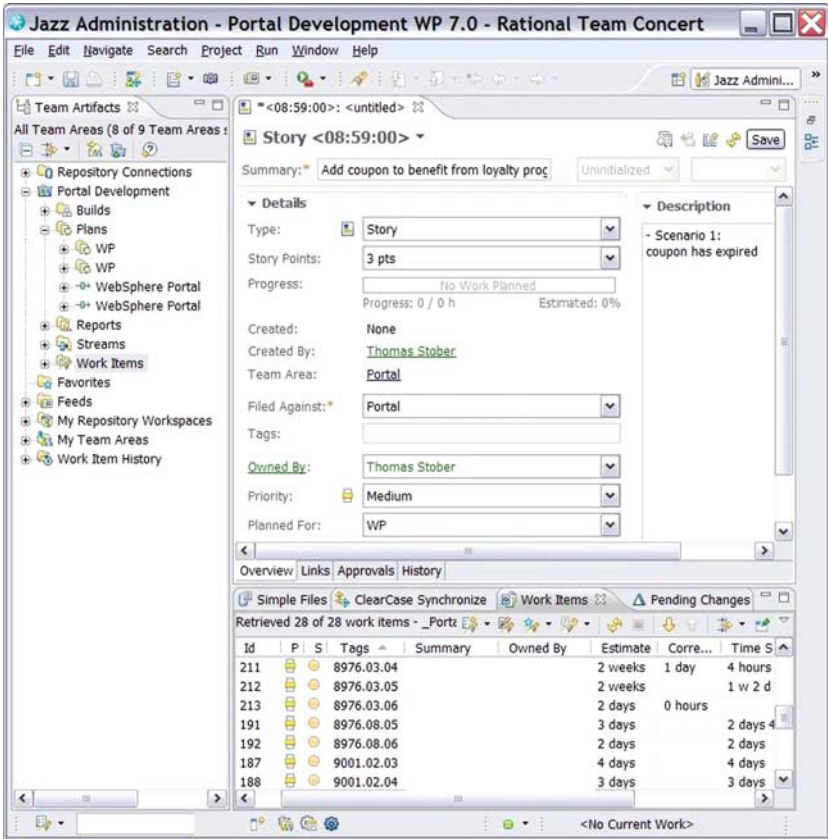 Jazz Administration - Portal Development WP 7.0 - Rational Team Concert
File Edit Navigate Search Project Run Window Help
Jazz Admini... »
Team Artifacts
All Team Areas (8 of 9 Team Areas
Repository Connections
Portal Development
Builds
Plans
WP
WP
WebSphere Portal
WebSphere Portal
Reports
Streams
Work Items
Favorites
Feeds
My Repository Workspaces
My Team Areas
Work Item History
*<08:59:00>: <untitled>
Story <08:59:00>
Save
Summary:* Add coupon to benefit from loyalty prog Uninitialized
Details
Type: Story
Story Points: 3 pts
Progress: No Work Planned
Progress: 0 / 0 h Estimated: 0%
Created: None
Created By: Thomas Stober
Team Area: Portal
Filed Against:* Portal
Tags:
Owned By: Thomas Stober
Priority: Medium
Planned For: WP
Description
- Scenario 1:
coupon has expired
Overview Links Approvals History
Simple Files ClearCase Synchronize Work Items Pending Changes
Retrieved 28 of 28 work items - _Porta
Id P S Tags Summary Owned By Estimate Corre... Time S
211 8976.03.04 2 weeks 1 day 4 hours
212 8976.03.05 2 weeks 1 w 2 d
213 8976.03.06 2 days 0 hours
191 8976.08.05 3 days 2 days 4
192 8976.08.06 2 days 2 days
187 9001.02.03 4 days 4 days
188 9001.02.04 3 days 3 days
<No Current Work>